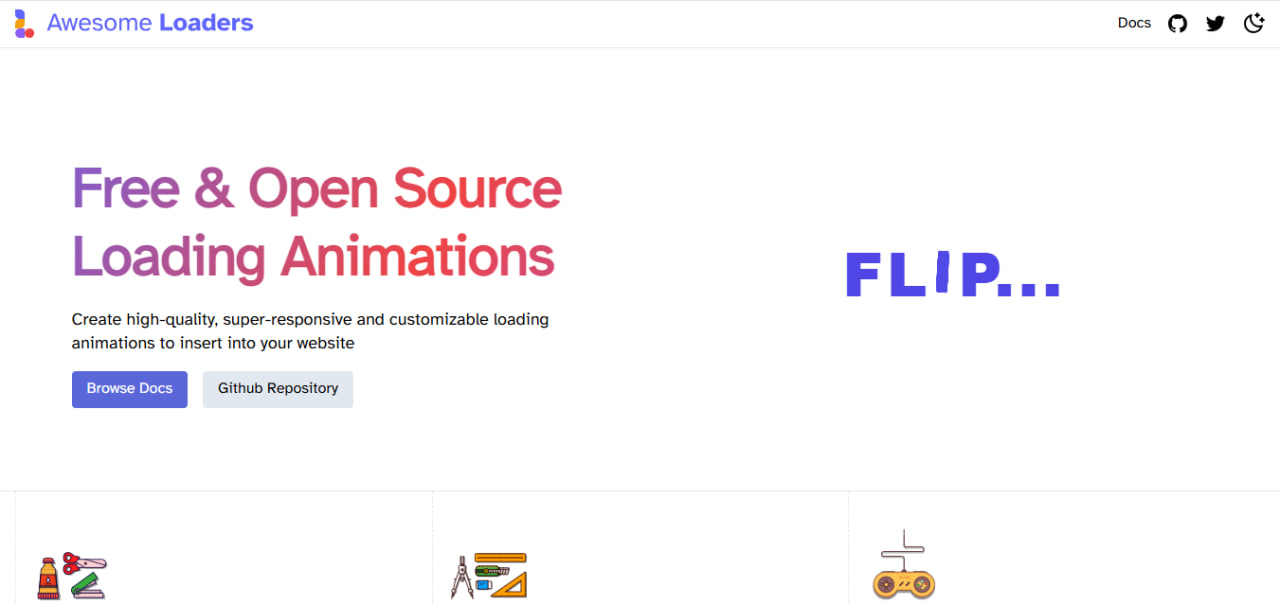 Awesome Loaders
Docs
Free & Open Source
Loading Animations
FLIP...
Create high-quality, super-responsive and customizable loading
animations to insert into your website
Browse Docs
Github Repository